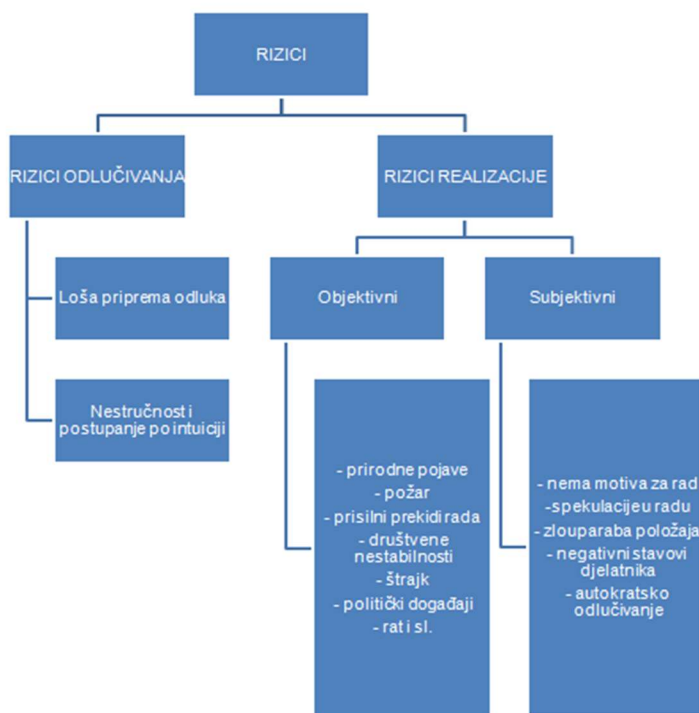 RIZICI
RIZICI ODLUČIVANJA
RIZICI REALIZACIJE
Loša priprema odluka
Objektivni
Subjektivni
Nestručnost i
postupanje po intuiciji
- prirodne pojave
- požar
- prisilni prekidi rada
- društvene
nestabilnosti
- štrajk
- politički događaji
- rat i sl.
- nema motiva za rad
-spekulacije u radu
- zlouparaba položaja
- negativni stavovi
djelatnika
- autokratsko
odlučivanje